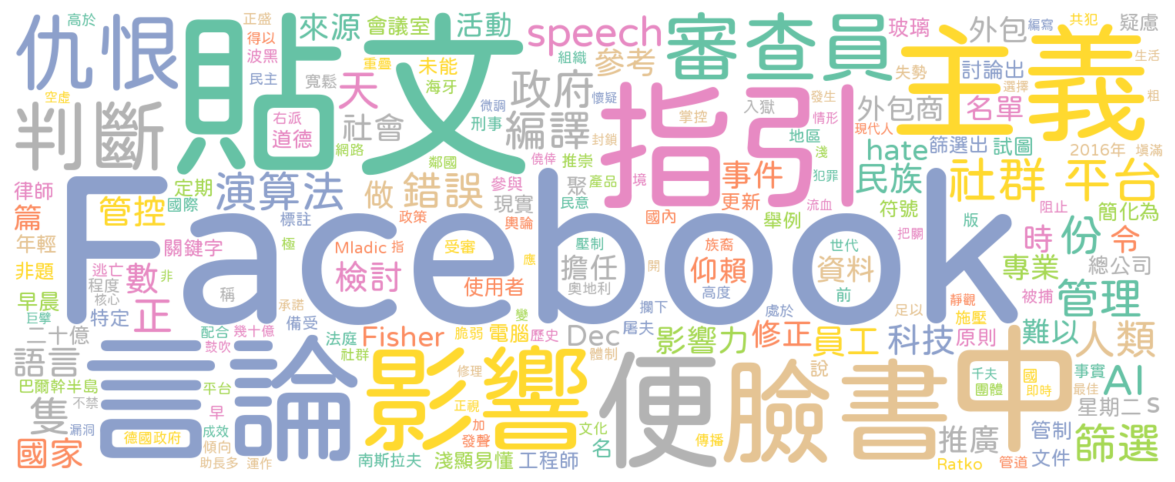 高於 正盛 得以 來源 會議室 活動 speech 審查員 玻璃 外包 共犯 編寫 疑慮
仇恨 貼文 波黑 民主 寬鬆 重疊 未能 組織 參考 失勢 主義 討論出 選擇 生活
空虛 海牙 政府 天 微調 懷疑 發生 入獄 外包商 名單 粗
判斷 右派 道德 社會 刑事 編譯 指引 掌控 情形 地區 現代人 篩選出 試圖 2016年 填滿
網路 鄰國 封鎖 僥倖 推崇 淺 hate
律師 定期 演算法 做 錯誤 參與 產品 境 事件 犯罪 民族 社群 平台
篇 管控 國際 標註 政策 輿論 現實 聚 民意 國內 更新 舉例 流血 符號 把關 版 阻止 簡化為
年輕 關鍵字 Facebook 極 Mladic 指 受審 應 壓制 族裔 開 世代 時 份 令
非題 逃亡 程度 數 非 檢討 使用者 擔任 奧地利 仰賴 高度 資料 前 專業 總公司
早晨 核心 巨擘 特定 正 稱 承諾 備受 變 攔下 處於 足以 靜觀 被捕 施壓 管理
二十億 配合 幾十億 鼓吹 法庭 社群 Fisher 脆弱 電腦 歷史 屠夫 Dec 體制 影響力 修正 員工 科技 原則 難以 人類
語言 巴爾幹半島 言論 平台 影響 修理 便 臉書 說 中 千夫 團體 國 即時 事實 最佳 AI
隻 不禁 漏洞 早 成效 正視 加 發聲 文化 名 傳播 推廣 管制 星期二 s
國家 德國政府 傾向 助長多 運作 南斯拉夫 淺顯易懂 工程師 Ratko 管道 文件 篩選